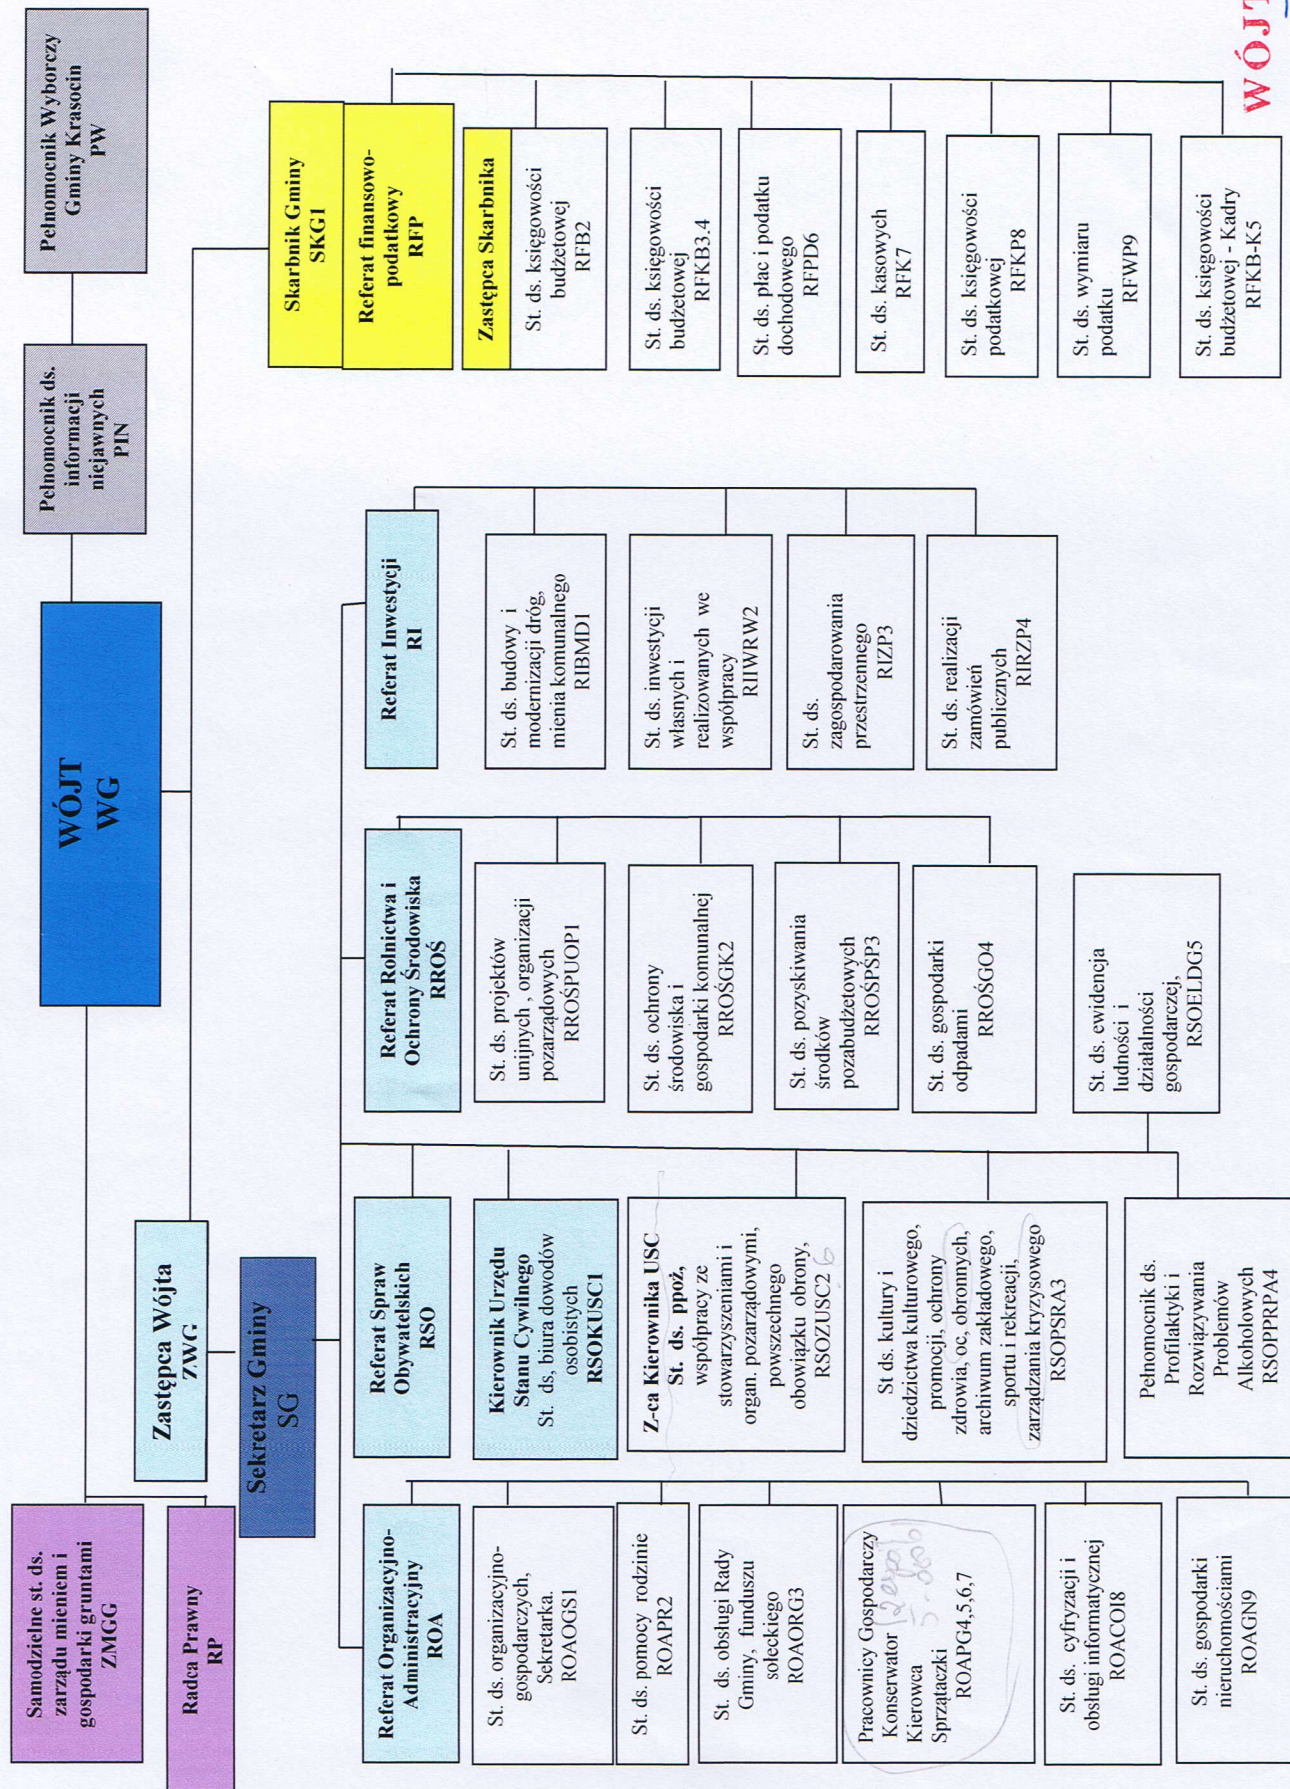 Samodzielne st. ds.
zarządu mieniem i
gospodarki gruntami
ZMGG
Radca Prawny
RP
WÓJT
WG
Pełnomocnik ds.
informacji
niejawnych
PIN
Pełnomocnik Wyborczy
Gminy Krasocin
PW
Zastępca Wójta
ZWG
Sekretarz Gminy
SG
Skarbnik Gminy
SKG1
Referat finansowo-
podatkowy
RFP
Zastępca Skarbnika
St. ds. księgowości
budżetowej
RFB2
St. ds. księgowości
budżetowej
RFKB3.4
St. ds. płac i podatku
dochodowego
RFPD6
St. ds. kasowych
RFK7
St. ds. księgowości
podatkowej
RFKP8
St. ds. wymiaru
podatku
RFWP9
St. ds. księgowości
budżetowej - Kadry
RFKB-K5
Referat Organizacyjno-
Administracyjny
ROA
St. ds. organizacyjno-
gospodarczych,
Sekretarka.
ROAOGS1
St. ds. pomocy rodzinie
ROAPR2
St. ds. obsługi Rady
Gminy, funduszu
sołeckiego
ROAORG3
Pracownicy Gospodarczy
Konserwator
Kierowca
Sprzątaczki
ROAPG4,5,6,7
St. ds. cyfryzacji i
obsługi informatycznej
ROACOI8
St. ds. gospodarki
nieruchomościami
ROAGN9
Referat Spraw
Obywatelskich
RSO
Kierownik Urzędu
Stanu Cywilnego
St. ds, biura dowodów
osobistych
RSOKUSC1
Z-ca Kierownika USC
St. ds. ppoż,
współpracy ze
stowarzyszeniami i
organ. pozarządowymi,
powszechnego
obowiązku obrony,
RSOZUSC2 6
St ds. kultury i
dziedzictwa kulturowego,
promocji, ochrony
zdrowia, oc, obronnych,
archiwum zakładowego,
sportu i rekreacji,
zarządzania kryzysowego
RSOPSRA3
Pełnomocnik ds.
Profilaktyki i
Rozwiązywania
Problemów
Alkoholowych
RSOPPRPA4
Referat Rolnictwa i
Ochrony Środowiska
RROŚ
St. ds. projektów
unijnych , organizacji
pozarządowych
RROŚPUOP1
St. ds. ochrony
środowiska i
gospodarki komunalnej
RROŚGK2
St. ds. pozyskiwania
środków
pozabudżetowych
RROŚPŚP3
St. ds. gospodarki
odpadami
RROŚGO4
St. ds. ewidencja
ludności i
działalności
gospodarczej,
RSOELDG5
Referat Inwestycji
RI
St. ds. budowy i
modernizacji dróg,
mienia komunalnego
RIBMD1
St. ds. inwestycji
własnych i
realizowanych we
współpracy
RIIWRW2
St. ds.
zagospodarowania
przestrzennego
RIZP3
St. ds. realizacji
zamówień
publicznych
RIRZP4
WÓJT